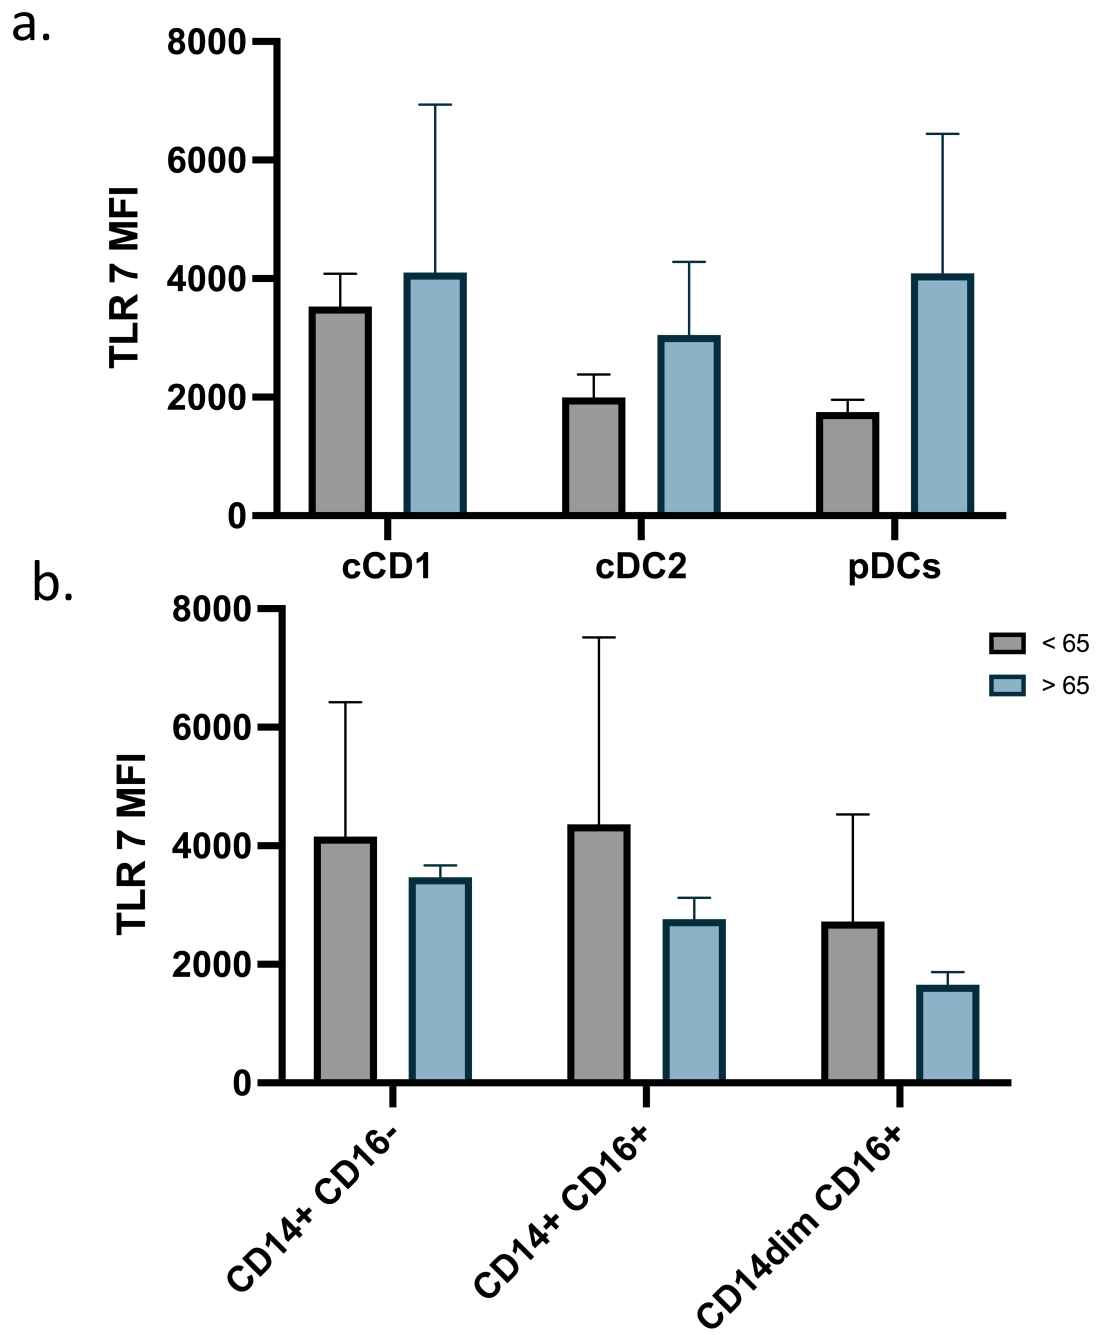 a.
8000
6000
4000
2000
0
TLR 7 MFI
cCD1 cDC2 pDCs
b.
8000
6000
4000
2000
0
TLR 7 MFI
< 65
> 65
CD14+ CD16-
CD14+ CD16+
CD14dim CD16+